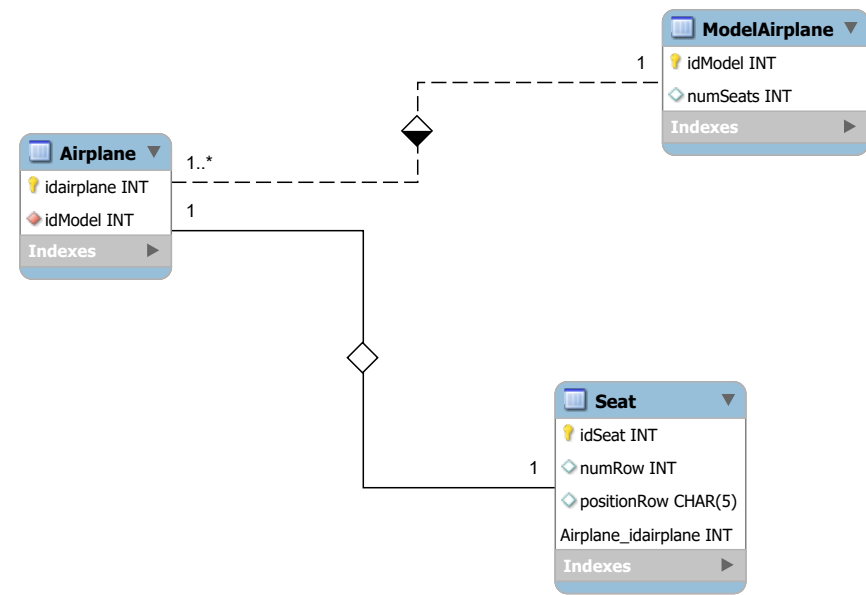 ModelAirplane
1
idModel INT
numSeats INT
Indexes
Airplane
1..*
idairplane INT
1
idModel INT
Indexes
Seat
idSeat INT
1
numRow INT
positionRow CHAR(5)
Airplane_idairplane INT
Indexes